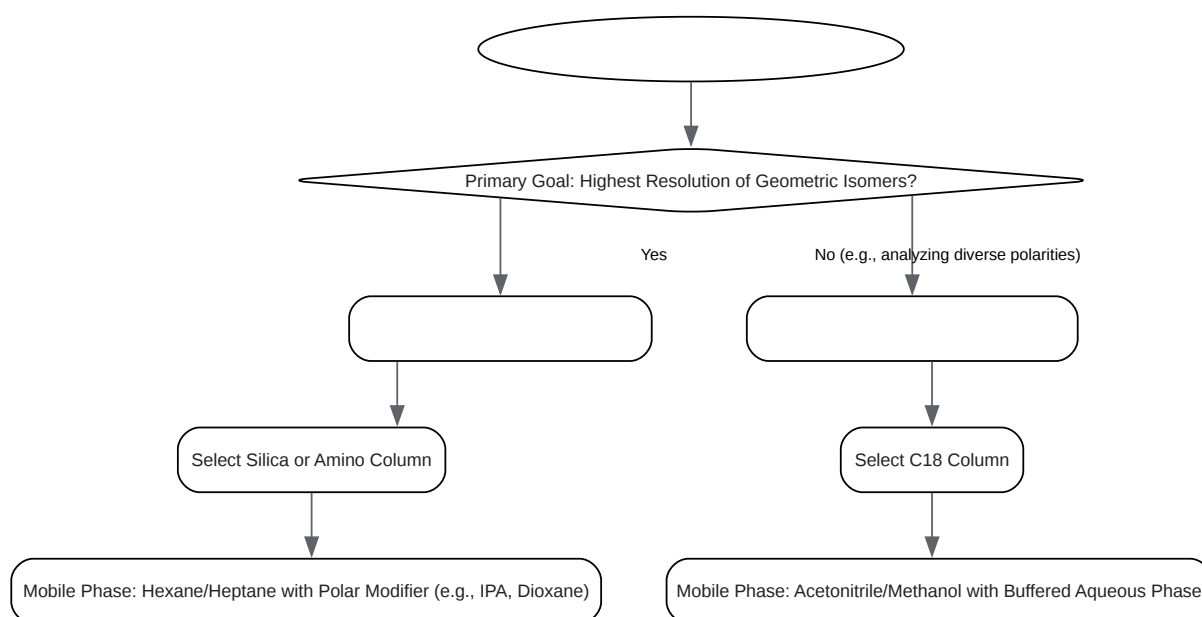 Primary Goal: Highest Resolution of Geometric Isomers?
Yes
No (e.g., analyzing diverse polarities)
Select Silica or Amino Column
Select C18 Column
Mobile Phase: Hexane/Heptane with Polar Modifier (e.g., IPA, Dioxane)
Mobile Phase: Acetonitrile/Methanol with Buffered Aqueous Phase